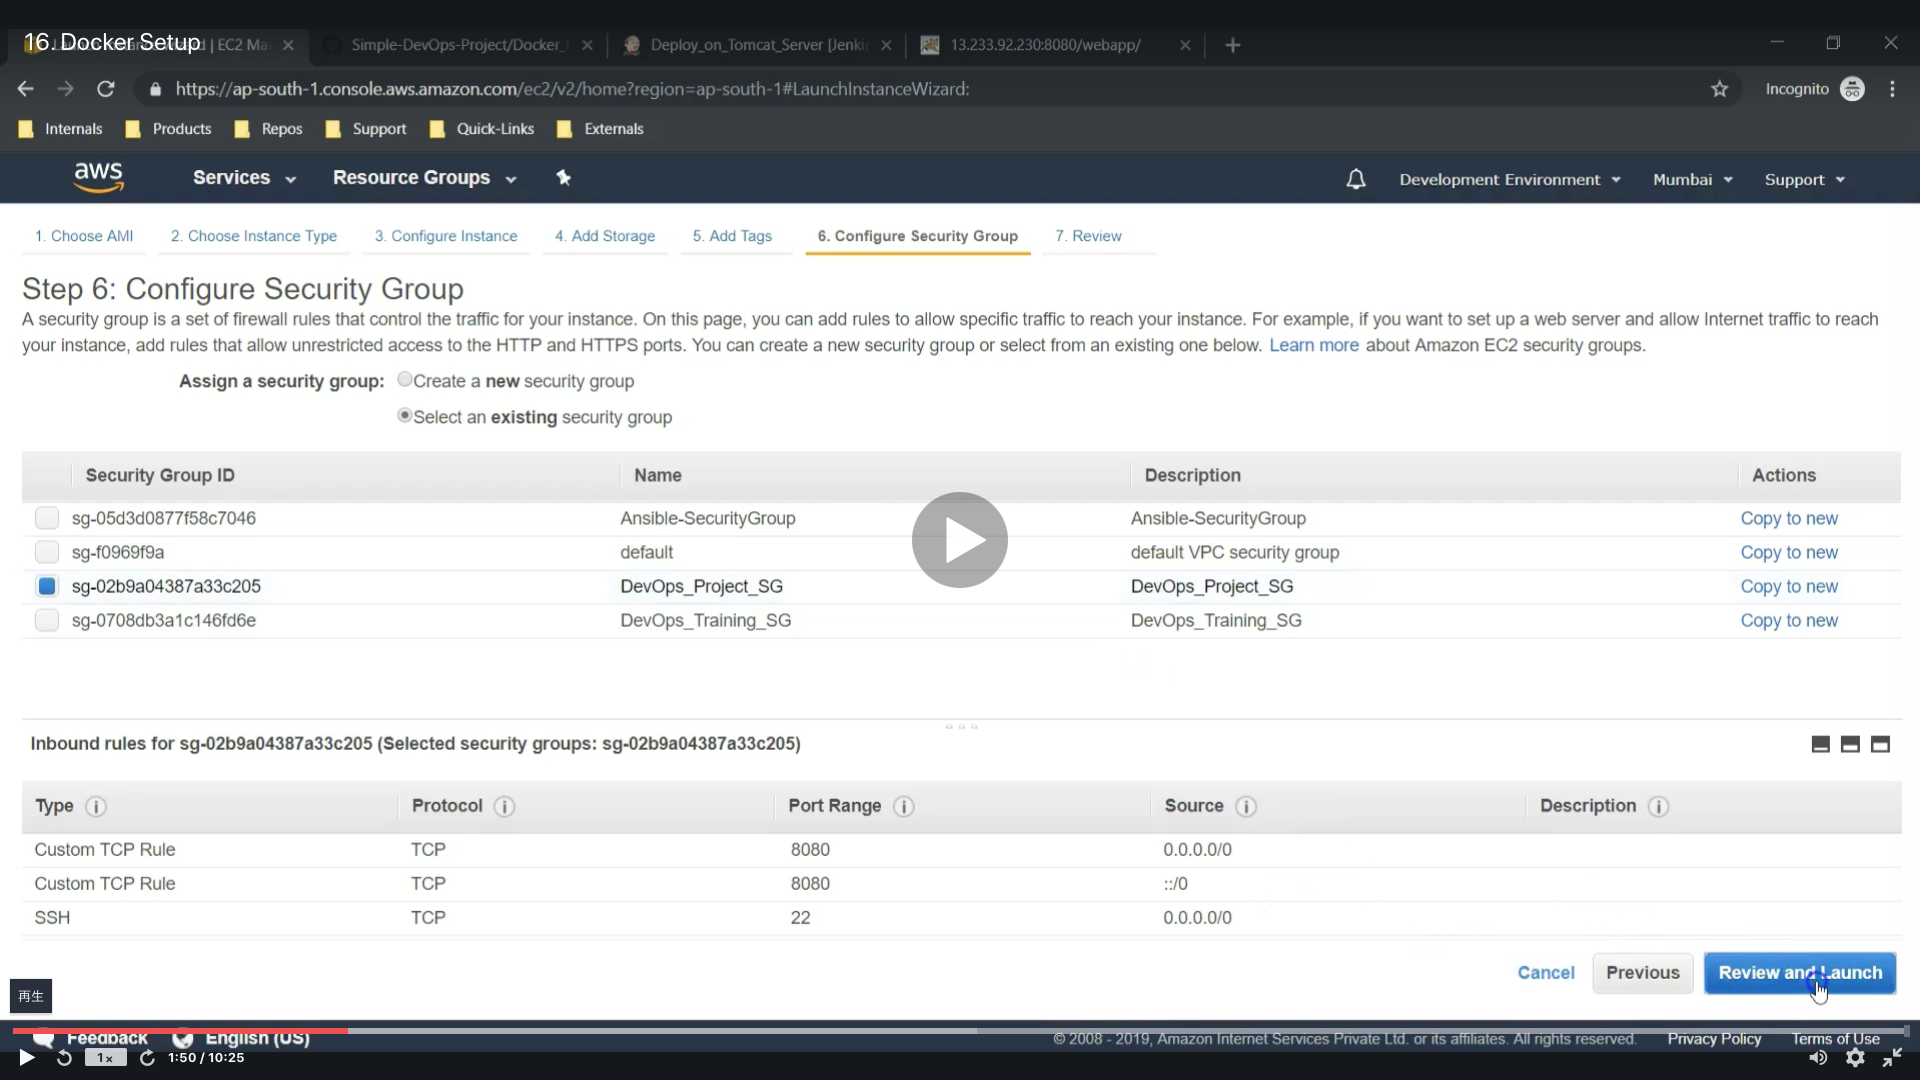 16. Docker Setup
| EC2 Ma
Simple-DevOps-Project/Docker_
Deploy_on_Tomcat_Server [Jenki
13.233.92.230:8080/webapp/
https://ap-south-1.console.aws.amazon.com/ec2/v2/home?region=ap-south-1#LaunchInstanceWizard:
Incognito
Internals
Products
Repos
Support
Quick-Links
Externals
aws
Services
Resource Groups
Development Environment
Mumbai
Support
1. Choose AMI
2. Choose Instance Type
3. Configure Instance
4. Add Storage
5. Add Tags
6. Configure Security Group
7. Review
Step 6: Configure Security Group
A security group is a set of firewall rules that control the traffic for your instance. On this page, you can add rules to allow specific traffic to reach your instance. For example, if you want to set up a web server and allow Internet traffic to reach
your instance, add rules that allow unrestricted access to the HTTP and HTTPS ports. You can create a new security group or select from an existing one below. Learn more about Amazon EC2 security groups.
Assign a security group:
Create a new security group
Select an existing security group
Security Group ID
Name
Description
Actions
sg-05d3d0877f58c7046
Ansible-SecurityGroup
Ansible-SecurityGroup
Copy to new
sg-f0969f9a
default
default VPC security group
Copy to new
sg-02b9a04387a33c205
DevOps_Project_SG
DevOps_Project_SG
Copy to new
sg-0708db3a1c146fd6e
DevOps_Training_SG
DevOps_Training_SG
Copy to new
Inbound rules for sg-02b9a04387a33c205 (Selected security groups: sg-02b9a04387a33c205)
Type
Protocol
Port Range
Source
Description
Custom TCP Rule
TCP
8080
0.0.0.0/0
Custom TCP Rule
TCP
8080
::/0
SSH
TCP
22
0.0.0.0/0
Cancel
Previous
Review and Launch
再生
Feedback
English (US)
© 2008 - 2019, Amazon Internet Services Private Ltd. or its affiliates. All rights reserved.
Privacy Policy
Terms of Use
1×
1:50 / 10:25